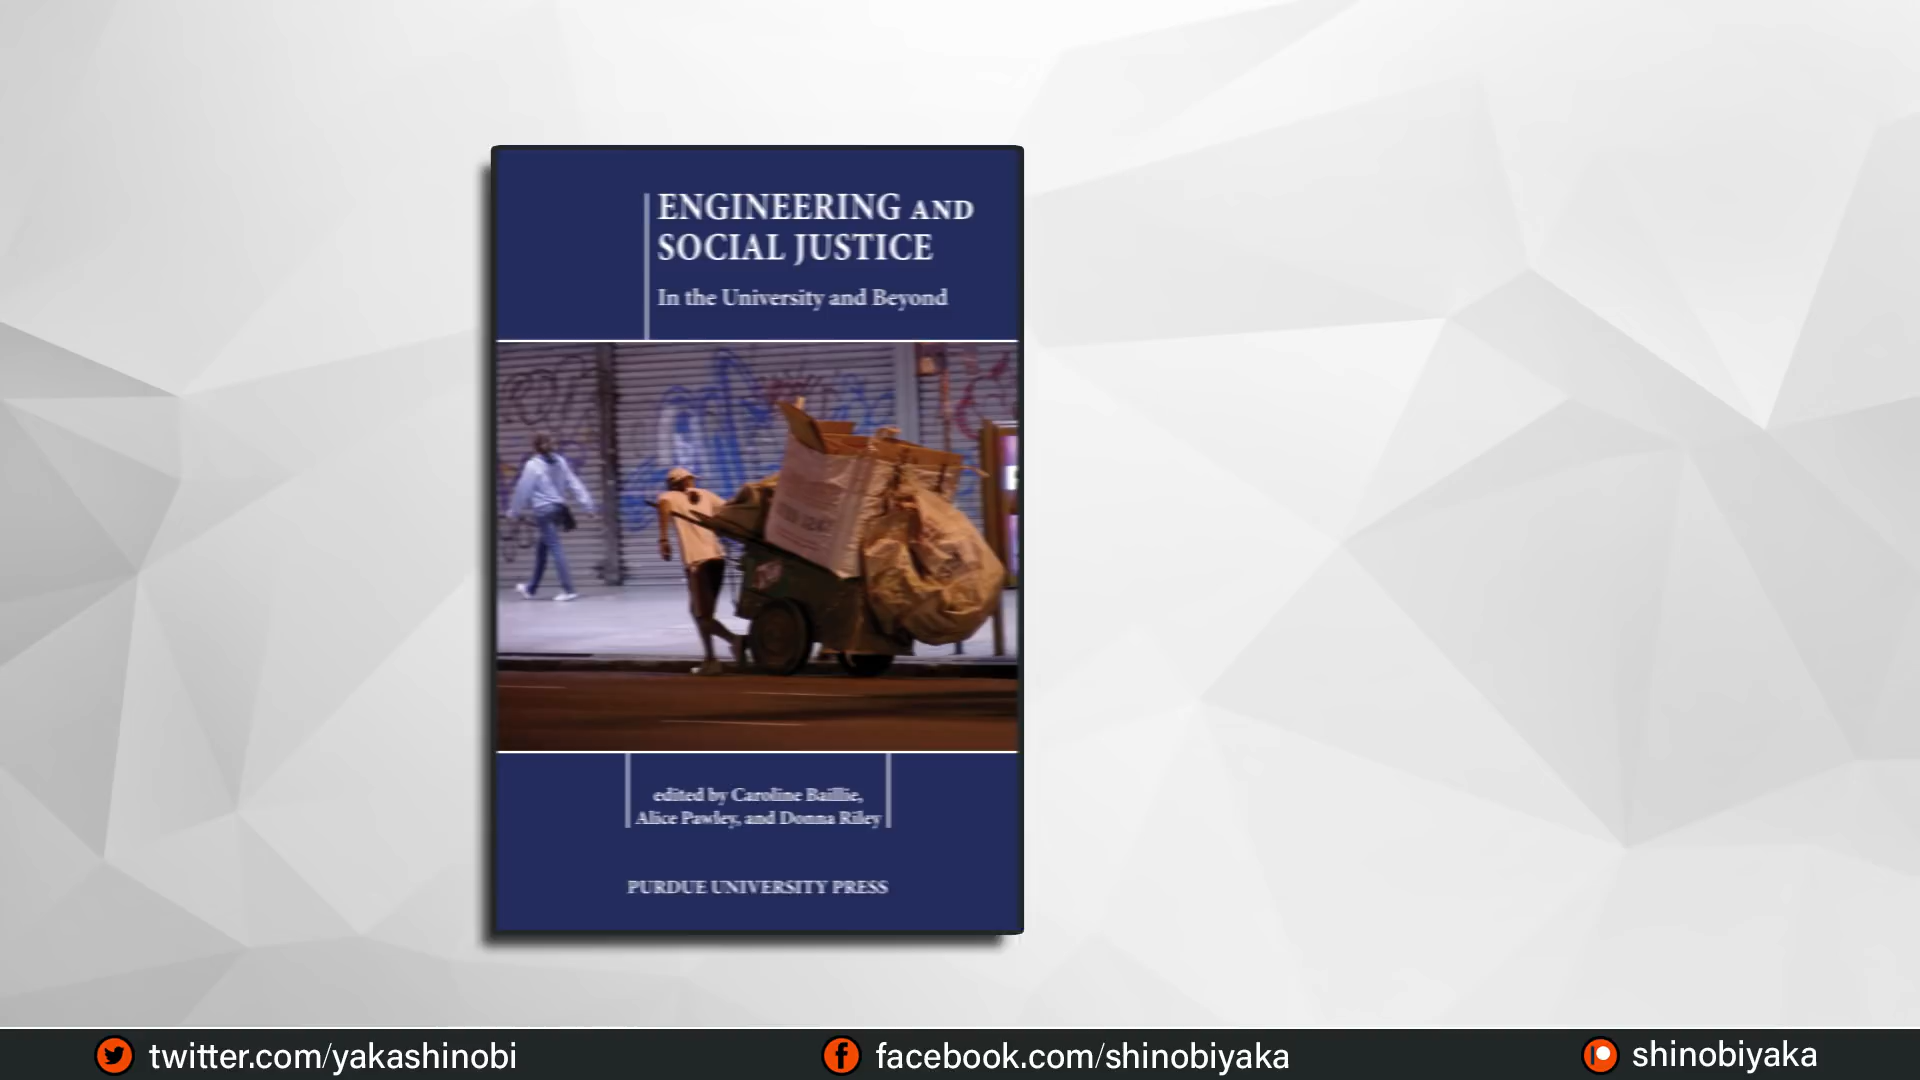 ENGINEERING AND
SOCIAL JUSTICE
In the University and Beyond
edited by Caroline Baillie,
Alice Pawley, and Donna Riley
PURDUE UNIVERSITY PRESS
twitter.com/yakashinobi
facebook.com/shinobiyaka
shinobiyaka